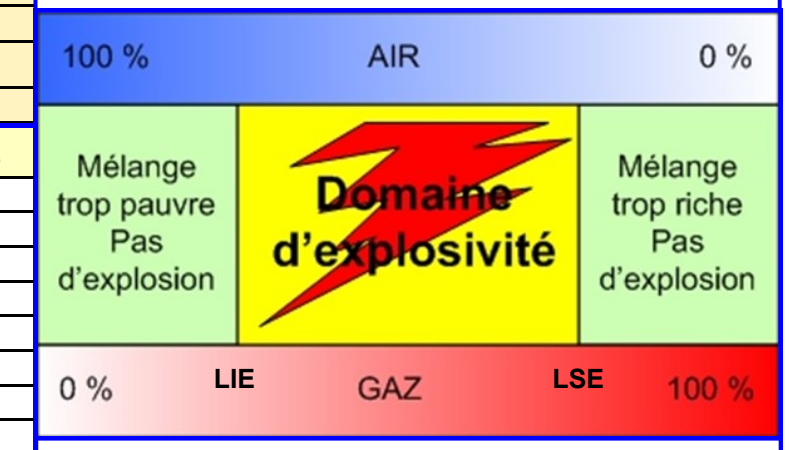 100 % AIR 0 %
Mélange
trop pauvre
Pas
d'explosion
Domaine
d'explosivité
Mélange
trop riche
Pas
d'explosion
0 % LIE GAZ LSE 100 %